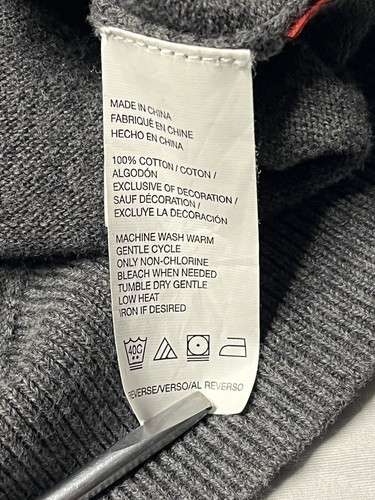 MADE IN CHINA
FABRIQUÉ EN CHINE
HECHO EN CHINA
100% COTTON / COTON /
ALGODÓN
EXCLUSIVE OF DECORATION /
SAUF DÉCORATION /
EXCLUYE LA DECORACIÓN
MACHINE WASH WARM
GENTLE CYCLE
ONLY NON-CHLORINE
BLEACH WHEN NEEDED
TUMBLE DRY GENTLE
LOW HEAT
IRON IF DESIRED
40C
REVERSE/VERSO/AL REVERSO